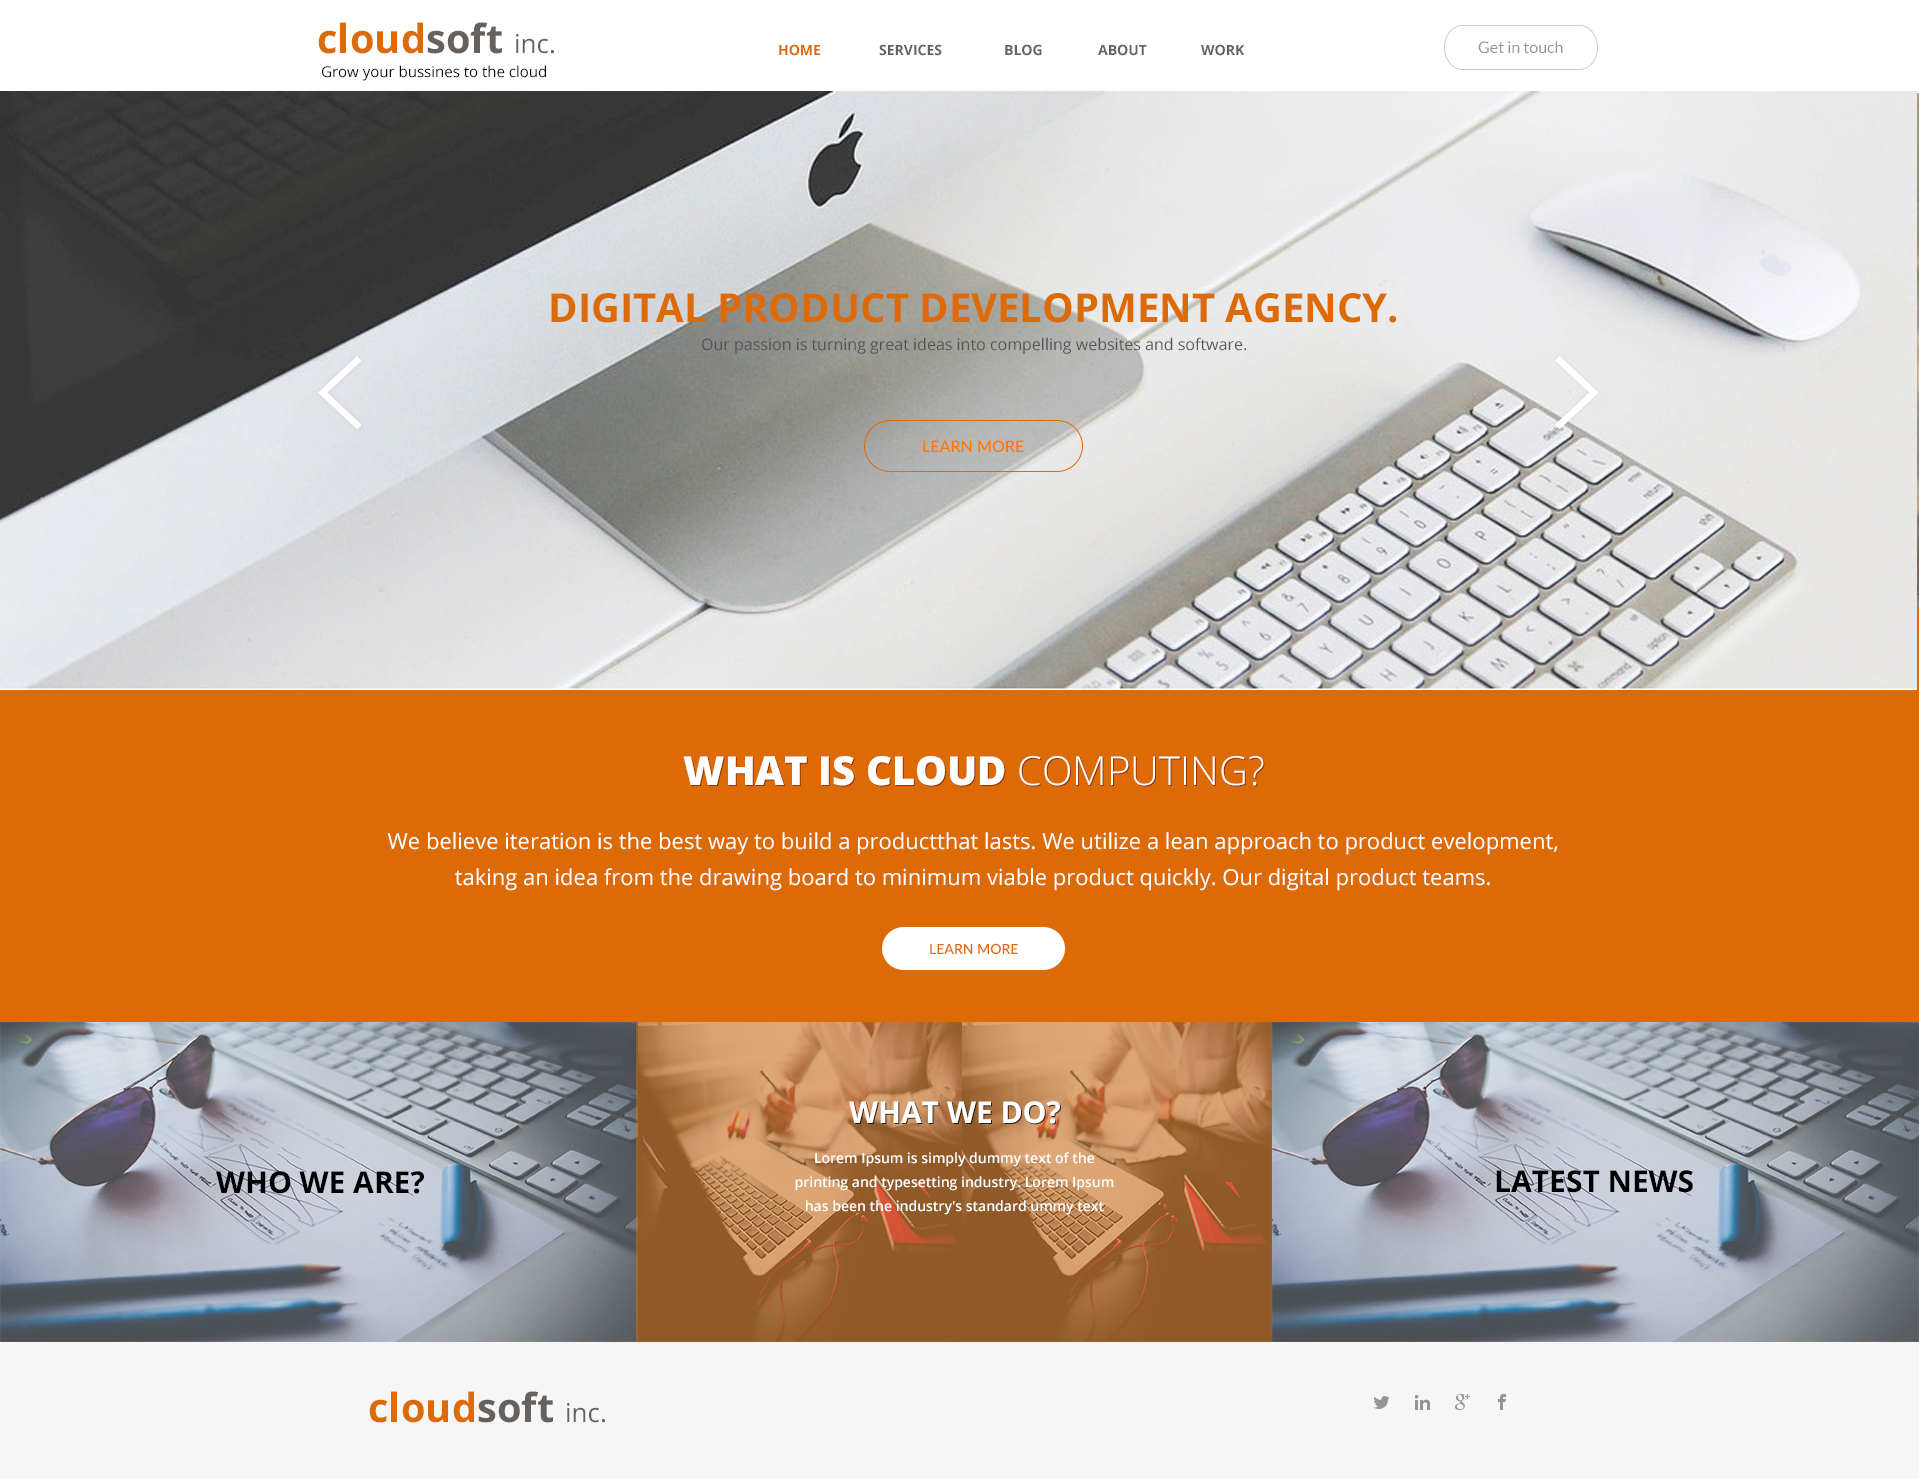 cloudsoft inc.
Grow your bussines to the cloud
HOME SERVICES BLOG ABOUT WORK
Get in touch
DIGITAL PRODUCT DEVELOPMENT AGENCY.
Our passion is turning great ideas into compelling websites and software.
LEARN MORE
WHAT IS CLOUD COMPUTING?
We believe iteration is the best way to build a productthat lasts. We utilize a lean approach to product evelopment,
taking an idea from the drawing board to minimum viable product quickly. Our digital product teams.
LEARN MORE
WHO WE ARE?
WHAT WE DO?
Lorem Ipsum is simply dummy text of the
printing and typesetting industry. Lorem Ipsum
has been the industry's standard ummy text
LATEST NEWS
cloudsoft inc.